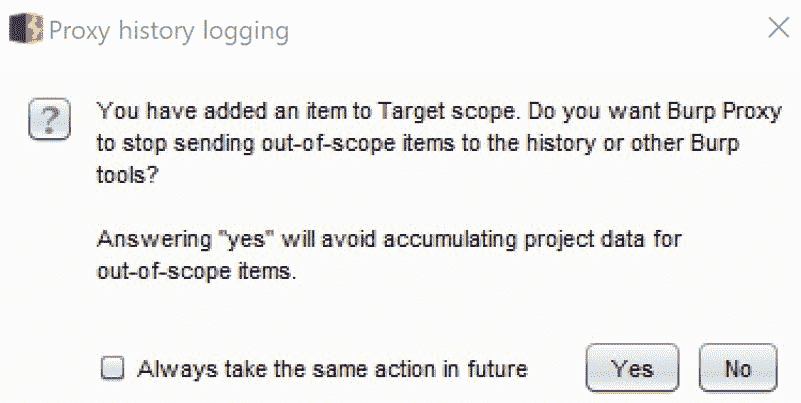 Proxy history logging
You have added an item to Target scope. Do you want Burp Proxy
to stop sending out-of-scope items to the history or other Burp
tools?
Answering "yes" will avoid accumulating project data for
out-of-scope items.
Always take the same action in future
Yes
No